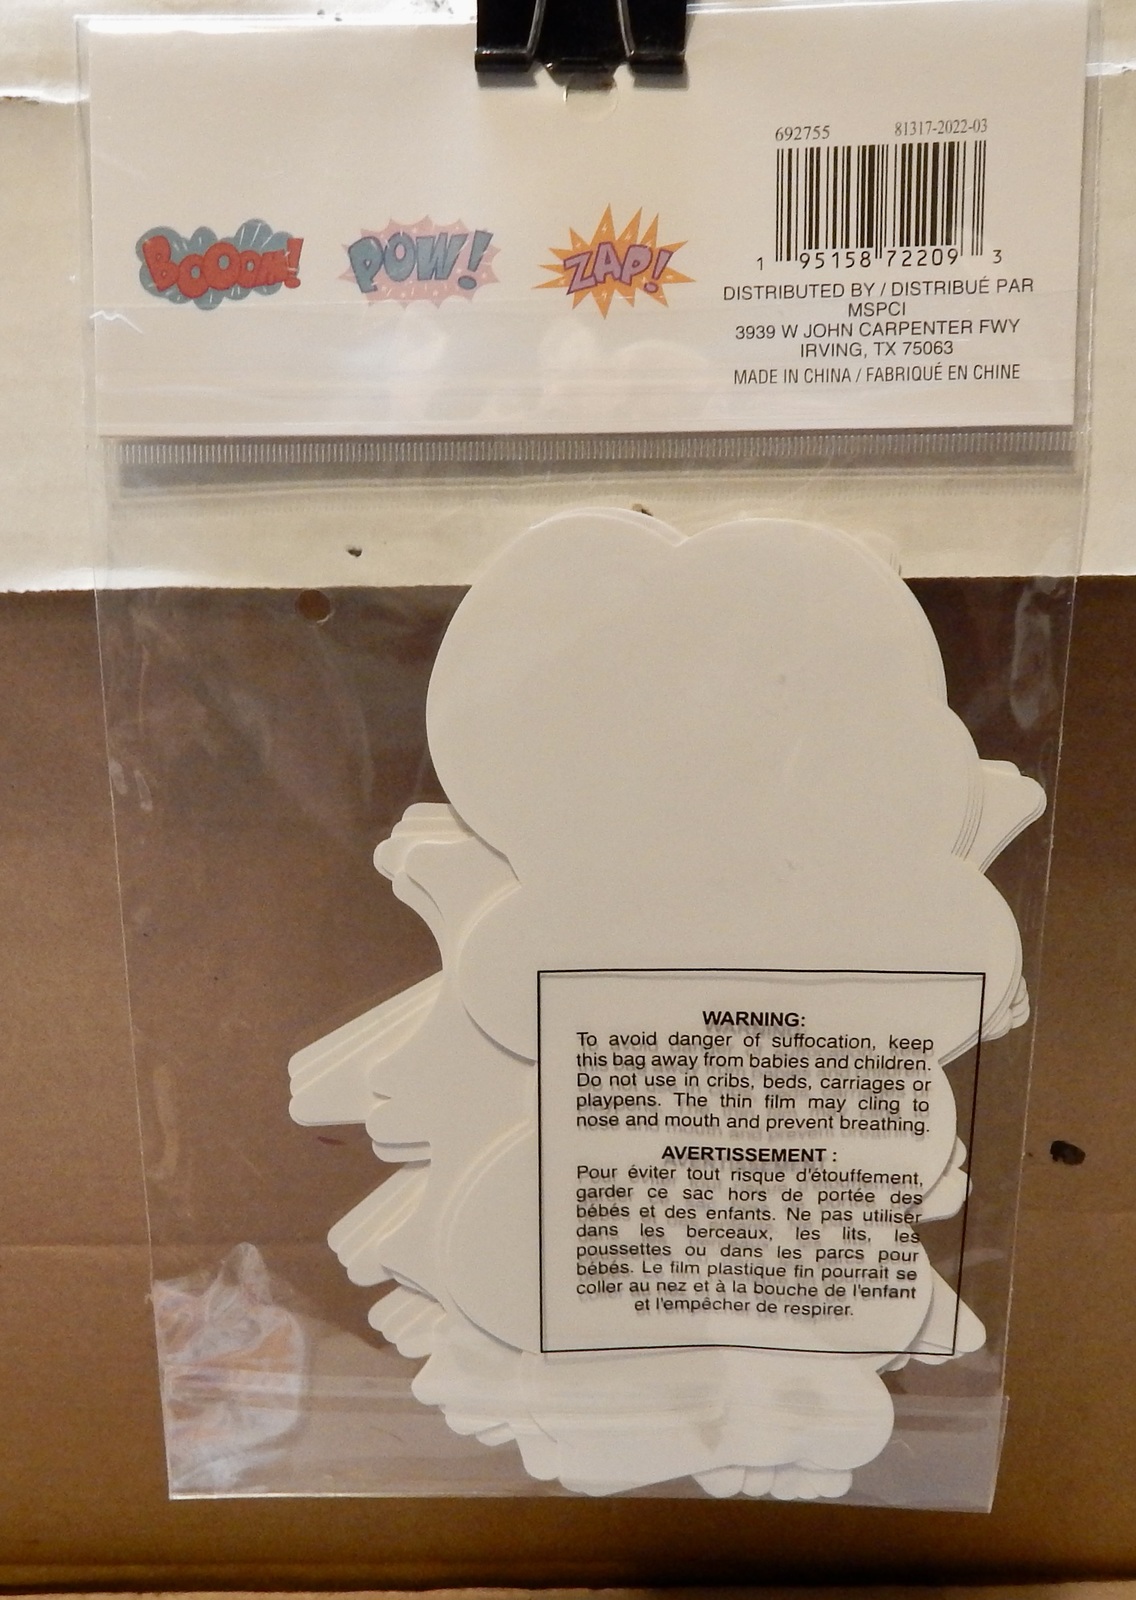 692755 81317-2022-03
BOOOM! POW! ZAP!
1 95158 72209 3
DISTRIBUTED BY / DISTRIBUÉ PAR
MSPCI
3939 W JOHN CARPENTER FWY
IRVING, TX 75063
MADE IN CHINA / FABRIQUÉ EN CHINE
WARNING:
To avoid danger of suffocation, keep
this bag away from babies and children.
Do not use in cribs, beds, carriages or
playpens. The thin film may cling to
nose and mouth and prevent breathing.
AVERTISSEMENT :
Pour éviter tout risque d'étouffement,
garder ce sac hors de portée des
bébés et des enfants. Ne pas utiliser
dans les berceaux, les lits, les
poussettes ou dans les parcs pour
bébés. Le film plastique fin pourrait se
coller au nez et à la bouche de l'enfant
et l'empêcher de respirer.